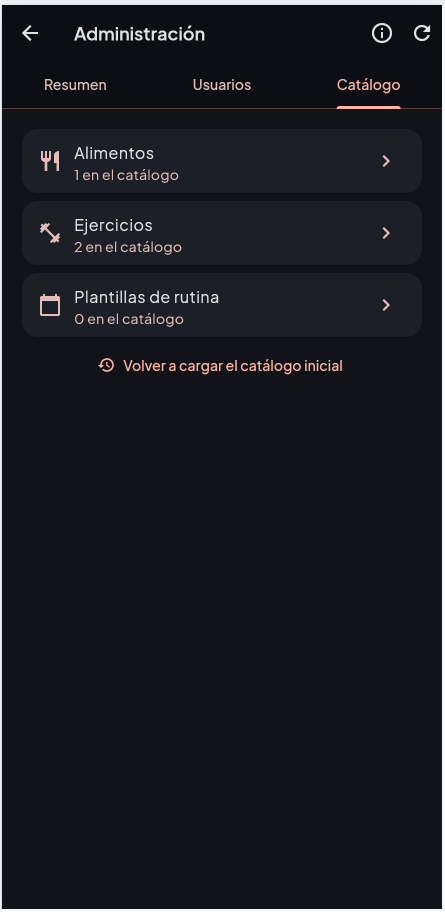 Administración
Resumen
Usuarios
Catálogo
Alimentos
1 en el catálogo
Ejercicios
2 en el catálogo
Plantillas de rutina
0 en el catálogo
Volver a cargar el catálogo inicial